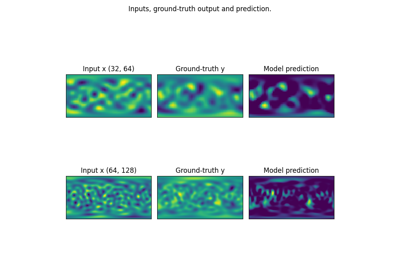 Inputs, ground-truth output and prediction.
Input x (32, 64)
Ground-truth y
Model prediction
Input x (64, 128)
Ground-truth y
Model prediction